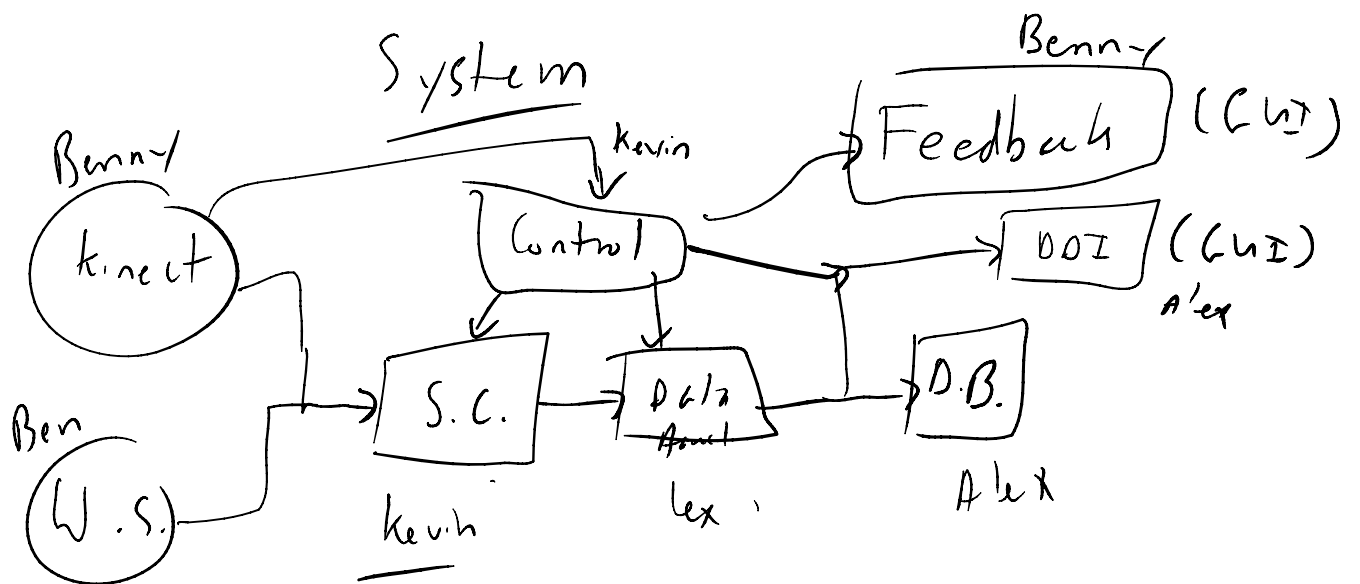 System
Benny
Kinect
Kevin
Control
Benny
Feedback
(GUI)
DDI
(GUI)
Alex
Ben
W.S.
S.C.
Kevin
Data
lex
D.B.
Alex